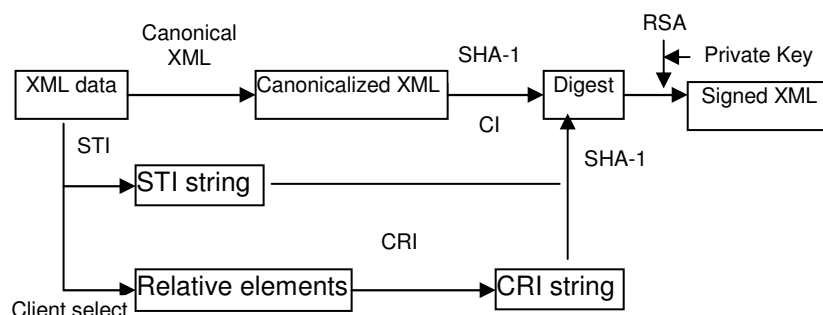 Canonical
XML
SHA-1
RSA
Private Key
XML data
Canonicalized XML
Digest
Signed XML
STI
CI
SHA-1
STI string
CRI
Relative elements
CRI string
Client select